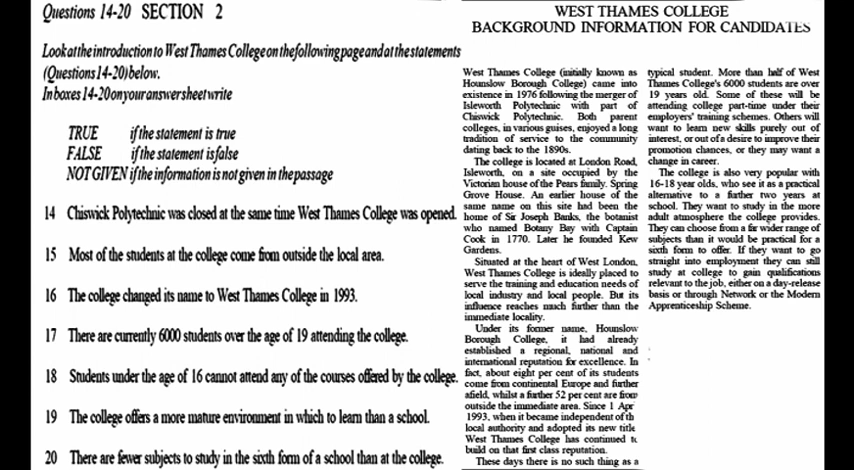 Questions 14-20 SECTION 2
Look at the introduction to West Thames College on the following page and at the statements
(Questions 14-20) below.
In boxes 14-20 on your answer sheet write
TRUE if the statement is true
FALSE if the statement is false
NOT GIVEN if the information is not given in the passage
14 Chiswick Polytechnic was closed at the same time West Thames College was opened.
15 Most of the students at the college come from outside the local area.
16 The college changed its name to West Thames College in 1993.
17 There are currently 6000 students over the age of 19 attending the college.
18 Students under the age of 16 cannot attend any of the courses offered by the college.
19 The college offers a more mature environment in which to learn than a school.
20 There are fewer subjects to study in the sixth form of a school than at the college.
WEST THAMES COLLEGE
BACKGROUND INFORMATION FOR CANDIDATES
West Thames College (initially known as
Hounslow Borough College) came into
existence in 1976 following the merger of
Isleworth Polytechnic with part of
Chiswick Polytechnic. Both parent
colleges, in various guises, enjoyed a long
tradition of service to the community
dating back to the 1890s.
The college is located at London Road,
Isleworth, on a site occupied by the
Victorian house of the Pears family. Spring
Grove House. An earlier house of the
same name on this site had been the
home of Sir Joseph Banks, the botanist
who named Botany Bay with Captain
Cook in 1770. Later he founded Kew
Gardens.
Situated at the heart of West London,
West Thames College is ideally placed to
serve the training and education needs of
local industry and local people. But its
influence reaches much further than the
immediate locality.
Under its former name, Hounslow
Borough College, it had already
established a regional, national and
international reputation for excellence. In
fact, about eight per cent of its students
come from continental Europe and further
afield, whilst a further 52 per cent are from
outside the immediate area. Since 1 Apr
1993, when it became independent of th
local authority and adopted its new title
West Thames College has continued to
build on that first class reputation.
These days there is no such thing as a
typical student. More than half of West
Thames College's 6000 students are over
19 years old. Some of these will be
attending college part-time under their
employers' training schemes. Others will
want to learn new skills purely out of
interest, or out of a desire to improve their
promotion chances, or they may want a
change in career.
The college is also very popular with
16-18 year olds, who see it as a practical
alternative to a further two years at
school. They want to study in the more
adult atmosphere the college provides.
They can choose from a far wider range of
subjects than it would be practical for a
sixth form to offer. If they want to go
straight into employment they can still
study at college to gain qualifications
relevant to the job, either on a day-release
basis or through Network or the Modern
Apprenticeship Scheme.